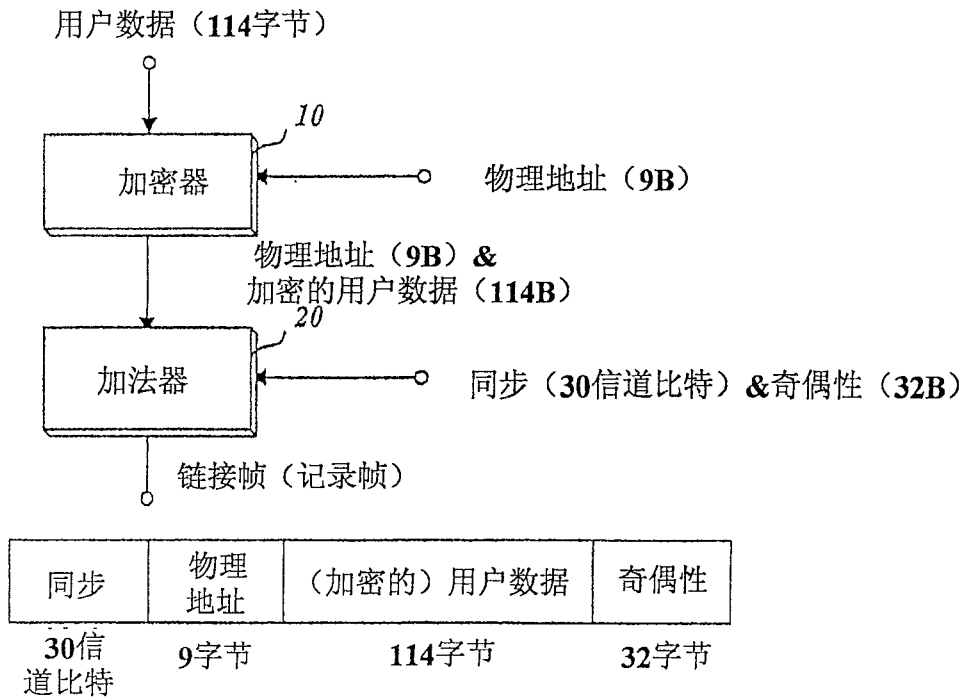 用户数据（114字节）
10
加密器
物理地址（9B）
物理地址（9B）&
加密的用户数据（114B）
20
加法器
同步（30信道比特）&奇偶性（32B）
链接帧（记录帧）
同步
物理
地址
（加密的）用户数据
奇偶性
30信
道比特
9字节
114字节
32字节